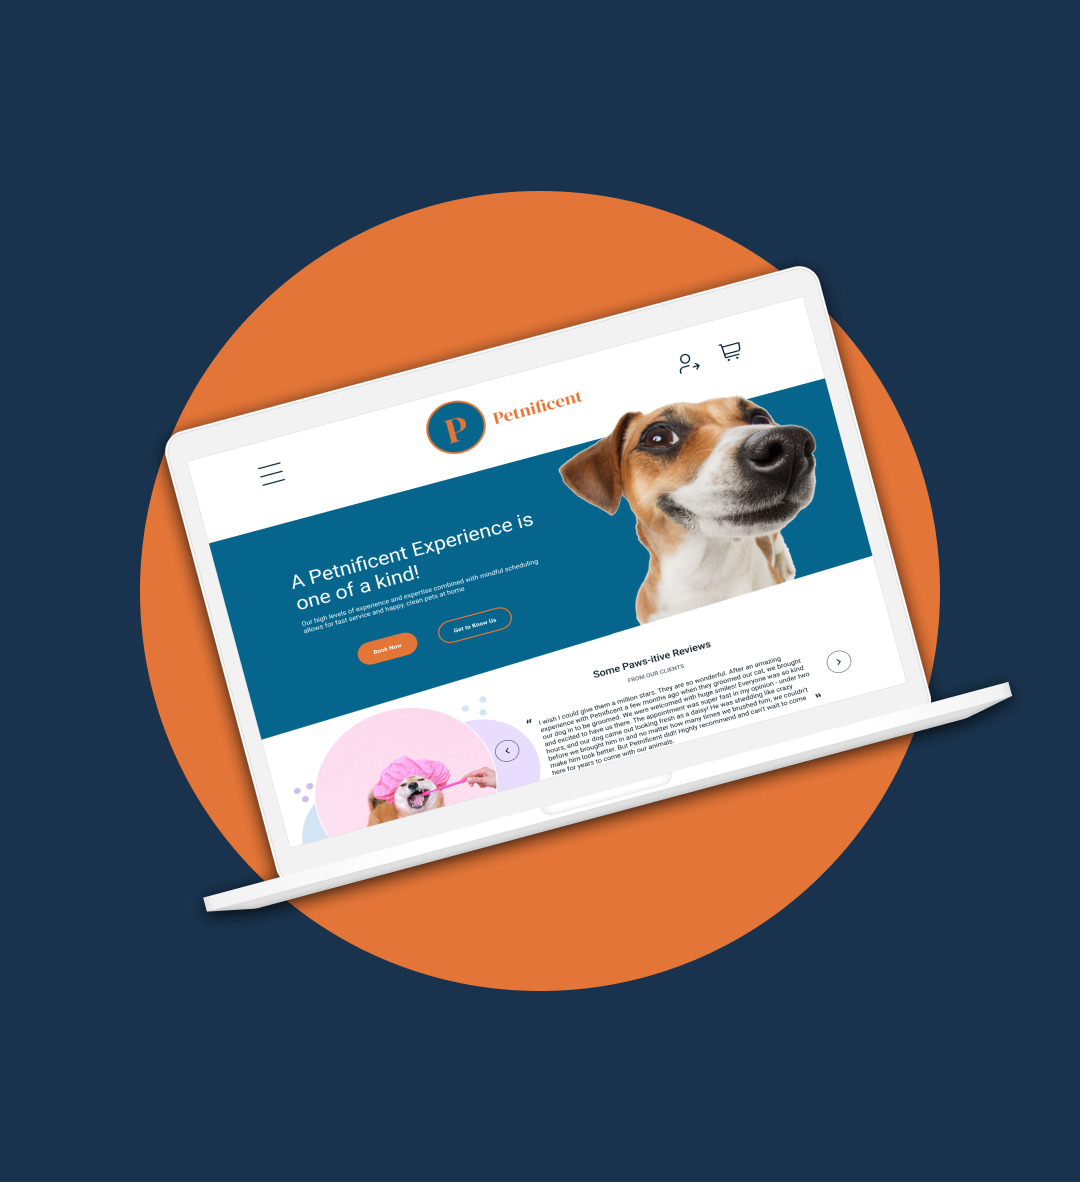 P
Petnificent
A Petnificent Experience is
one of a kind!
Our high levels of experience and expertise combined with mindful scheduling
allows for fast service and happy, clean pets at home
Book Now
Get to Know Us
Some Paws-itive Reviews
FROM OUR CLIENTS
“
I wish I could give them a million stars. They are so wonderful. After an amazing
experience with Petnificent a few months ago when they groomed our cat, we brought
our dog in to be groomed. We were welcomed with huge smiles! Everyone was so kind
and excited to have us there. The appointment was super fast in my opinion - under two
hours, and our dog came out looking fresh as a daisy! He was shedding like crazy
before we brought him in and no matter how many times we brushed him, we couldn't
make him look better. But Petnificent did!! Highly recommend and can't wait to come
here for years to come with our animals.
”